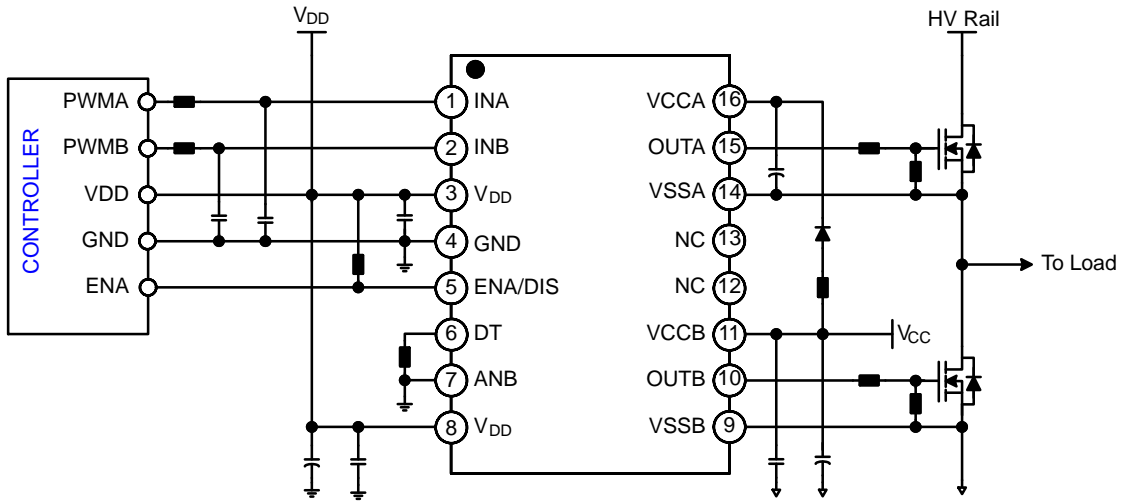 VDD
HV Rail
CONTROLLER
PWMA
PWMB
VDD
GND
ENA
1 INA
2 INB
3 VDD
4 GND
5 ENA/DIS
6 DT
7 ANB
8 VDD
VCCA 16
OUTA 15
VSSA 14
NC 13
NC 12
VCCB 11
OUTB 10
VSSB 9
To Load
VCC